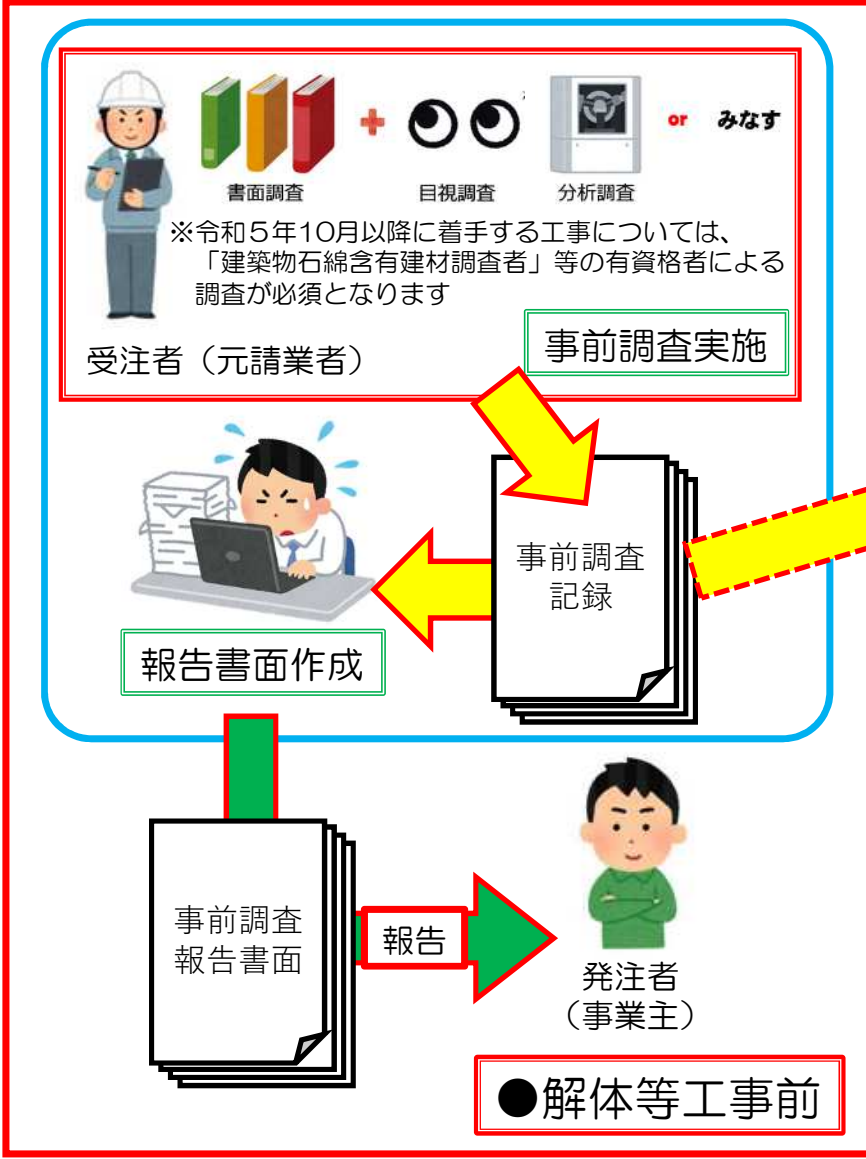 +
or みなす
書面調査 目視調査 分析調査
※令和5年10月以降に着手する工事については、
「建築物石綿含有建材調査者」等の有資格者による
調査が必須となります
受注者（元請業者）
事前調査実施
事前調査
記録
報告書面作成
事前調査
報告書面
報告
発注者
（事業主）
●解体等工事前